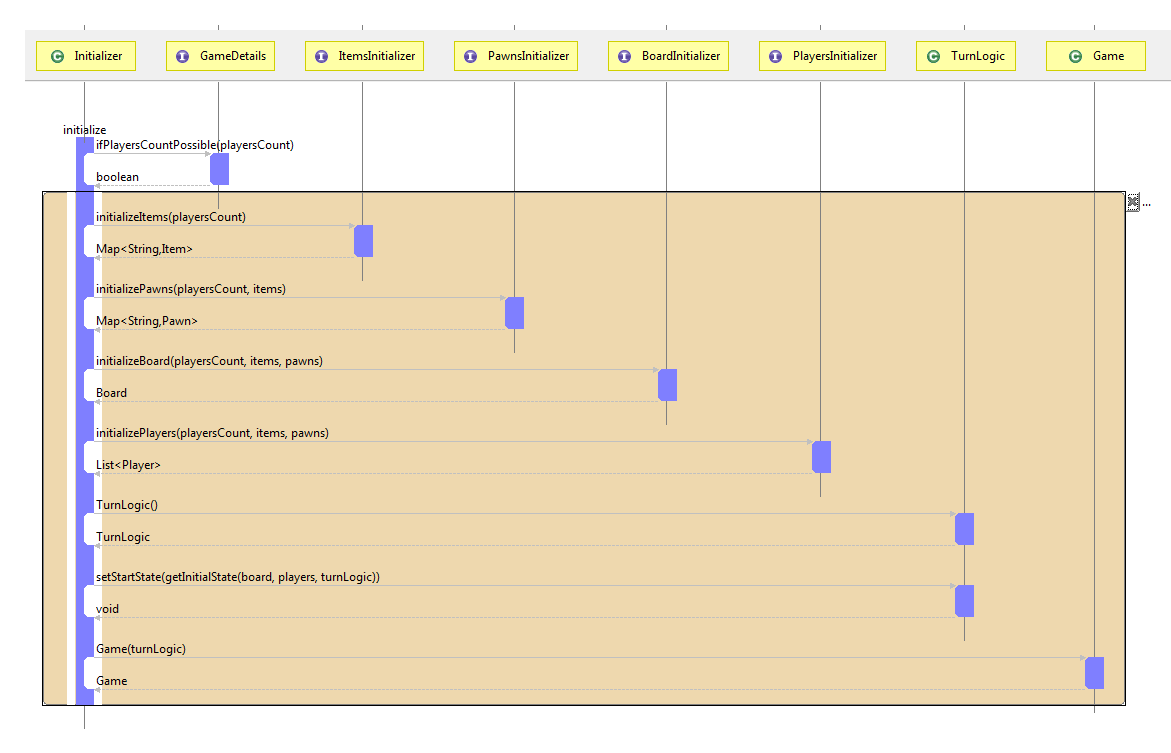 C Initializer I GameDetails I ItemsInitializer I PawnsInitializer I BoardInitializer I PlayersInitializer C TurnLogic C Game
initialize
ifPlayersCountPossible(playersCount)
boolean
...
initializeItems(playersCount)
Map<String,Item>
initializePawns(playersCount, items)
Map<String,Pawn>
initializeBoard(playersCount, items, pawns)
Board
initializePlayers(playersCount, items, pawns)
List<Player>
TurnLogic()
TurnLogic
setStartState(getInitialState(board, players, turnLogic))
void
Game(turnLogic)
Game